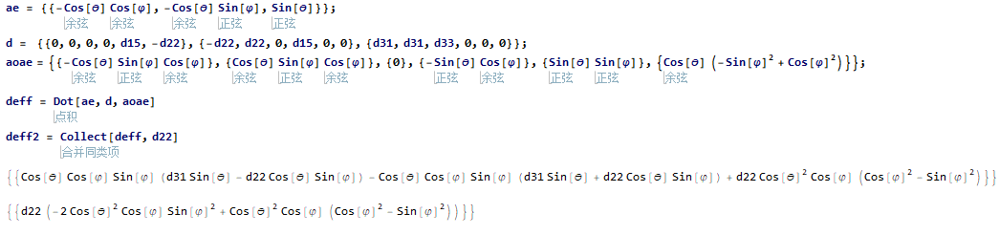 ae = {{-Cos[θ] Cos[φ], -Cos[θ] Sin[φ], Sin[θ]}};
余弦 余弦 余弦 正弦 正弦
d = {{0, 0, 0, 0, d15, -d22}, {-d22, d22, 0, d15, 0, 0}, {d31, d31, d33, 0, 0, 0}};
aoae = {{-Cos[θ] Sin[φ] Cos[φ]}, {Cos[θ] Sin[φ] Cos[φ]}, {0}, {-Sin[θ] Cos[φ]}, {Sin[θ] Sin[φ]}, {Cos[θ] (-Sin[φ]² + Cos[φ]²)}};
余弦 正弦 余弦 余弦 正弦 余弦 正弦 余弦 正弦 正弦 余弦
deff = Dot[ae, d, aoae]
点积
deff2 = Collect[deff, d22]
合并同类项
{{Cos[θ] Cos[φ] Sin[φ] (d31 Sin[θ] - d22 Cos[θ] Sin[φ]) - Cos[θ] Cos[φ] Sin[φ] (d31 Sin[θ] + d22 Cos[θ] Sin[φ]) + d22 Cos[θ]² Cos[φ] (Cos[φ]² - Sin[φ]²)}}
{{d22 (-2 Cos[θ]² Cos[φ] Sin[φ]² + Cos[θ]² Cos[φ] (Cos[φ]² - Sin[φ]²))}}